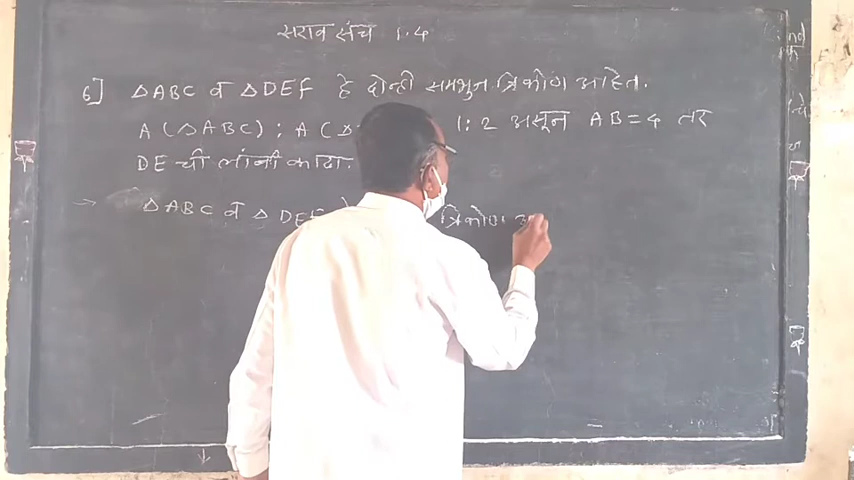 सराव संच 1.4
6] △ABC व △DEF हे दोन्ही समभुज त्रिकोण आहेत.
A(△ABC) : A(△ 1:2 असून AB=4 तर
DE ची लांबी काढा.
→ △ABC व △DEF त्रिकोण